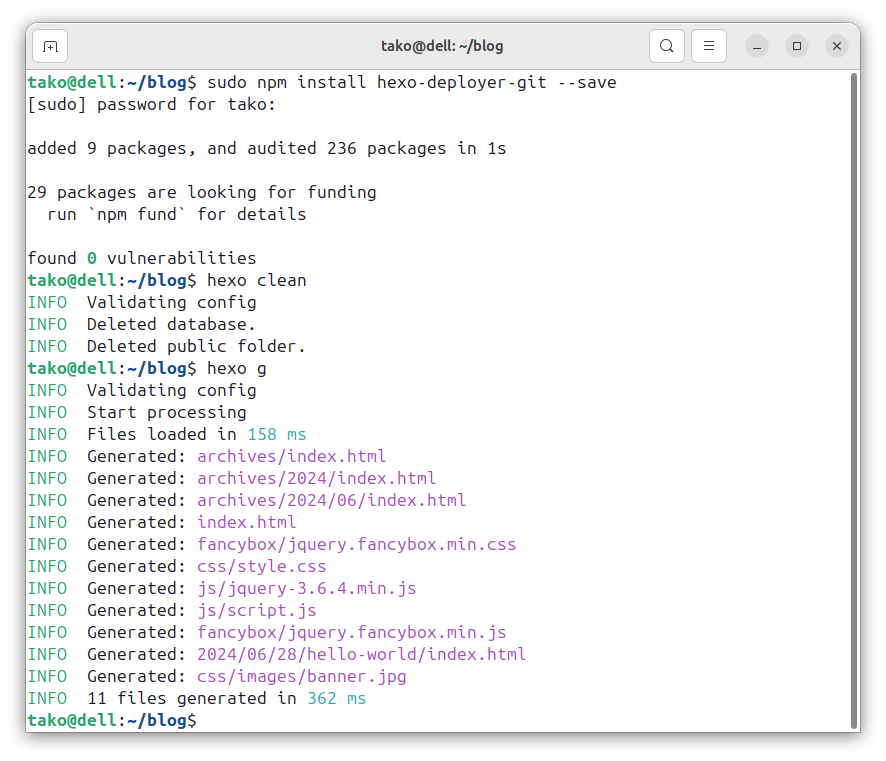 tako@dell: ~/blog
tako@dell:~/blog$ sudo npm install hexo-deployer-git --save
[sudo] password for tako:
added 9 packages, and audited 236 packages in 1s
29 packages are looking for funding
  run `npm fund` for details
found 0 vulnerabilities
tako@dell:~/blog$ hexo clean
INFO  Validating config
INFO  Deleted database.
INFO  Deleted public folder.
tako@dell:~/blog$ hexo g
INFO  Validating config
INFO  Start processing
INFO  Files loaded in 158 ms
INFO  Generated: archives/index.html
INFO  Generated: archives/2024/index.html
INFO  Generated: archives/2024/06/index.html
INFO  Generated: index.html
INFO  Generated: fancybox/jquery.fancybox.min.css
INFO  Generated: css/style.css
INFO  Generated: js/jquery-3.6.4.min.js
INFO  Generated: js/script.js
INFO  Generated: fancybox/jquery.fancybox.min.js
INFO  Generated: 2024/06/28/hello-world/index.html
INFO  Generated: css/images/banner.jpg
INFO  11 files generated in 362 ms
tako@dell:~/blog$